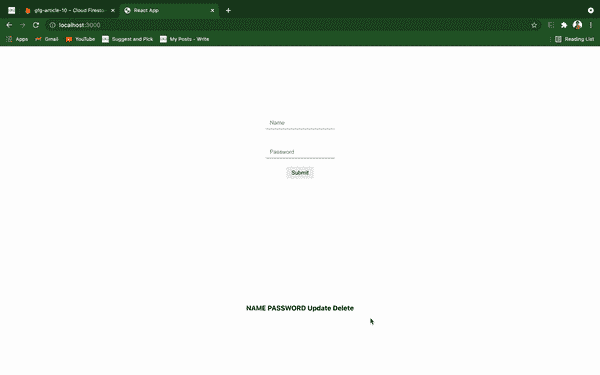 gfg-article-10 – Cloud Firesto
React App
localhost:3000
Apps
Gmail
YouTube
Suggest and Pick
My Posts - Write
Reading List
Name
Password
Submit
NAME PASSWORD Update Delete